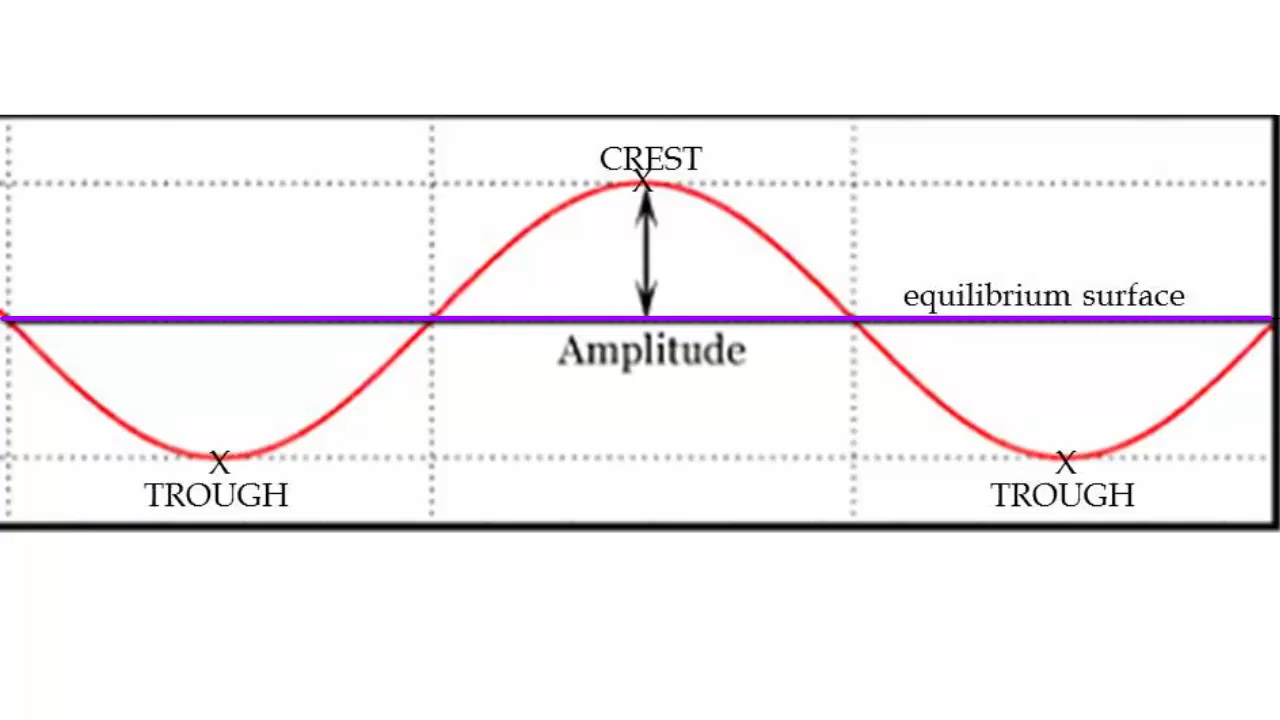 CREST
X
equilibrium surface
Amplitude
X
X
TROUGH
TROUGH